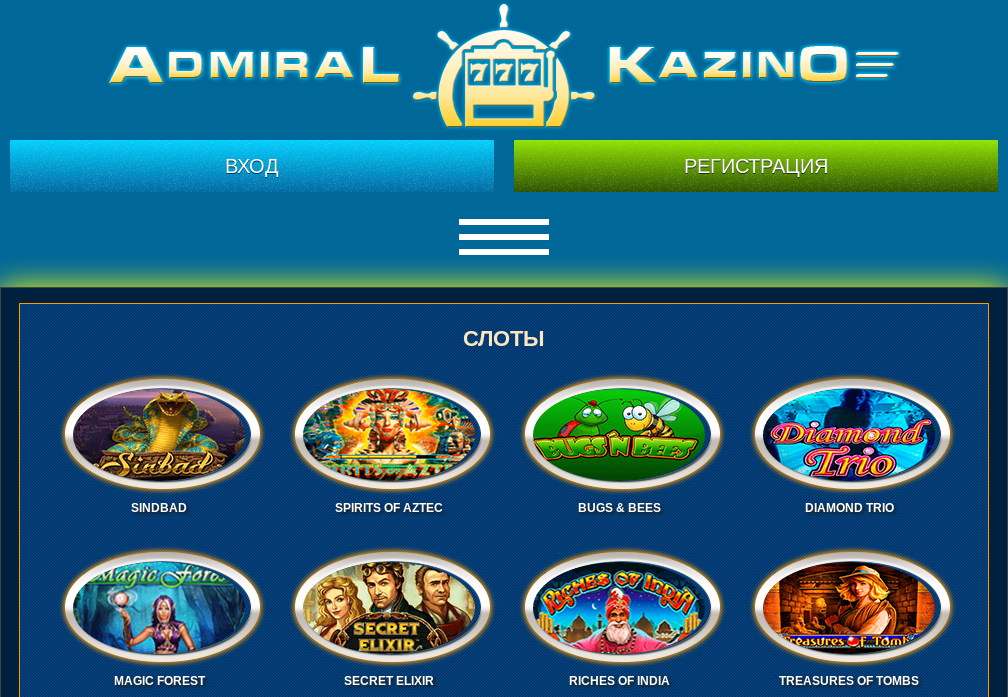 ADMIRAL 777 KAZINO
ВХОД РЕГИСТРАЦИЯ
СЛОТЫ
Sinbad SPIRITS OF AZTEC BUGS 'N BEES Diamond Trio
SINDBAD SPIRITS OF AZTEC BUGS & BEES DIAMOND TRIO
Magic Forest SECRET ELIXIR RICHES OF INDIA Treasures of Tombs
MAGIC FOREST SECRET ELIXIR RICHES OF INDIA TREASURES OF TOMBS